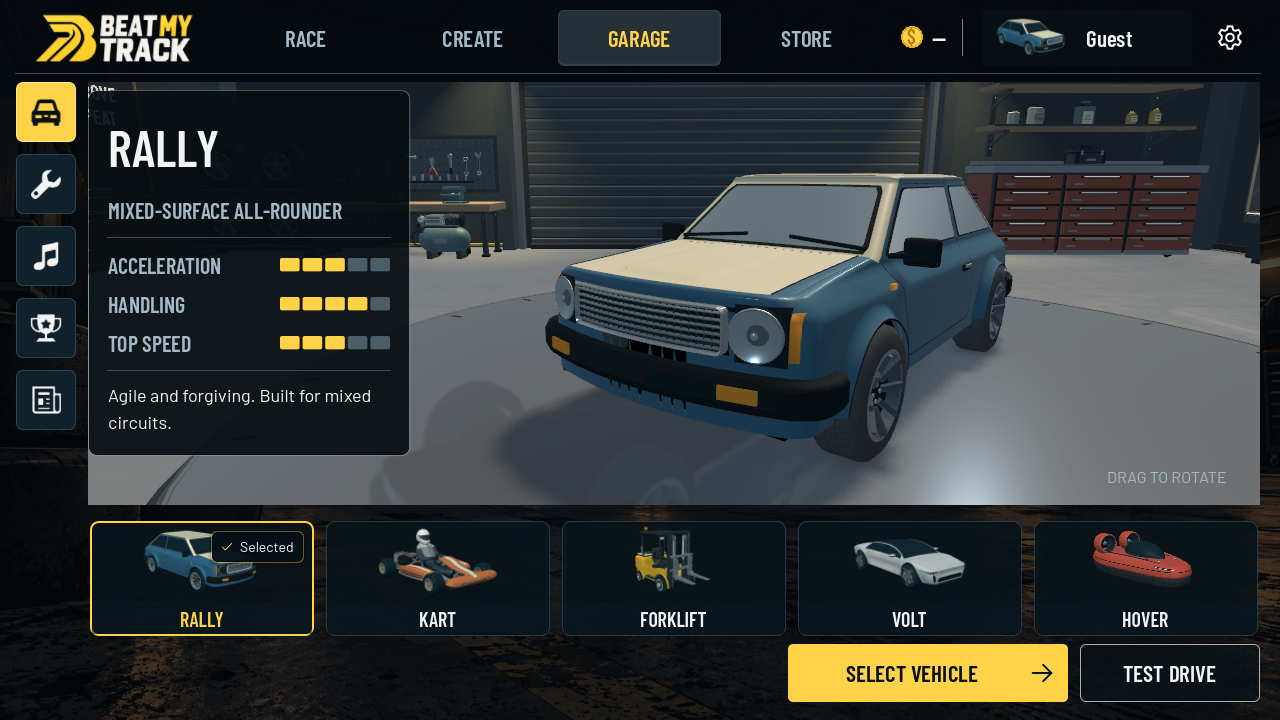 BEAT MY TRACK
RACE
CREATE
GARAGE
STORE
–
Guest
RALLY
MIXED-SURFACE ALL-ROUNDER
ACCELERATION
HANDLING
TOP SPEED
Agile and forgiving. Built for mixed
circuits.
DRAG TO ROTATE
Selected
RALLY
KART
FORKLIFT
VOLT
HOVER
SELECT VEHICLE
TEST DRIVE